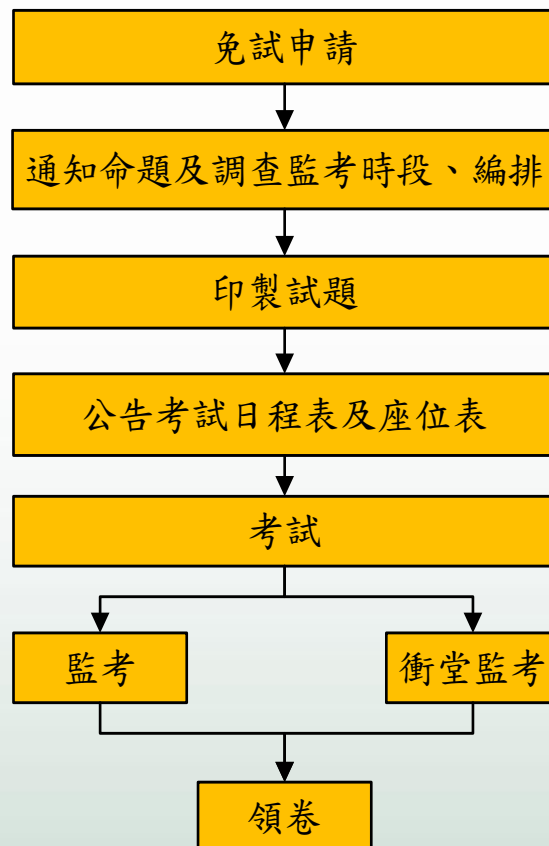 免試申請
通知命題及調查監考時段、編排
印製試題
公告考試日程表及座位表
考試
監考
衝堂監考
領卷